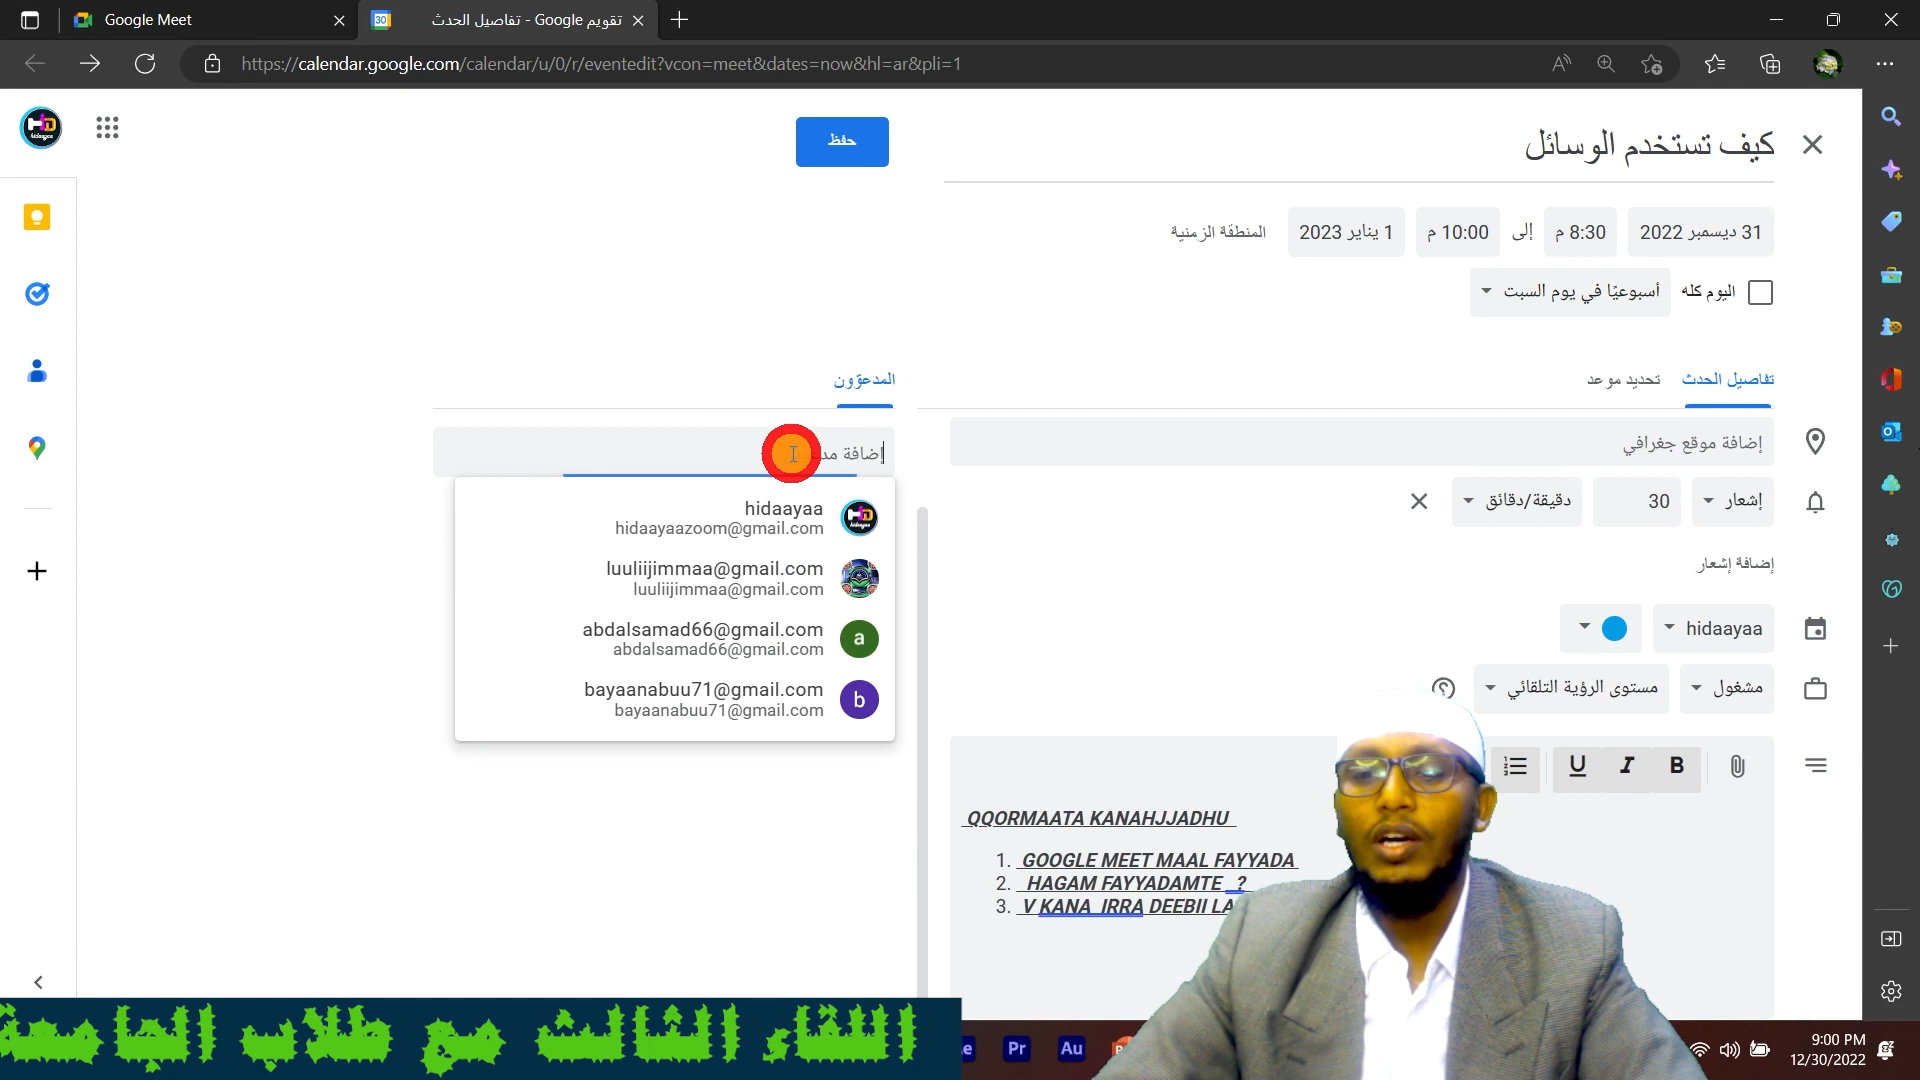 Google Meet
تقويم Google - تفاصيل الحدث
https://calendar.google.com/calendar/u/0/r/eventedit?vcon=meet&dates=now&hl=ar&pli=1
كيف تستخدم الوسائل
حفظ
31 ديسمبر 2022
8:30 م
إلى
10:00 م
1 يناير 2023
المنطقة الزمنية
اليوم كله
أسبوعيًا في يوم السبت
تفاصيل الحدث
تحديد موعد
المدعوّون
إضافة موقع جغرافي
إضافة
إشعار
30
دقيقة/دقائق
إضافة إشعار
hidaayaa
مشغول
مستوى الرؤية التلقائي
hidaayaa
hidaayaazoom@gmail.com
luuliijimmaa@gmail.com
luuliijimmaa@gmail.com
abdalsamad66@gmail.com
abdalsamad66@gmail.com
a
bayaanabuu71@gmail.com
bayaanabuu71@gmail.com
b
U I B
QQORMAATA KANAHJJADHU
1. GOOGLE MEET MAAL FAYYADA
2. HAGAM FAYYADAMTE ?
3. V KANA IRRA DEEBII LA
اللقاء الثالث مع طلاب الجامعة
Pr
Au
9:00 PM
12/30/2022